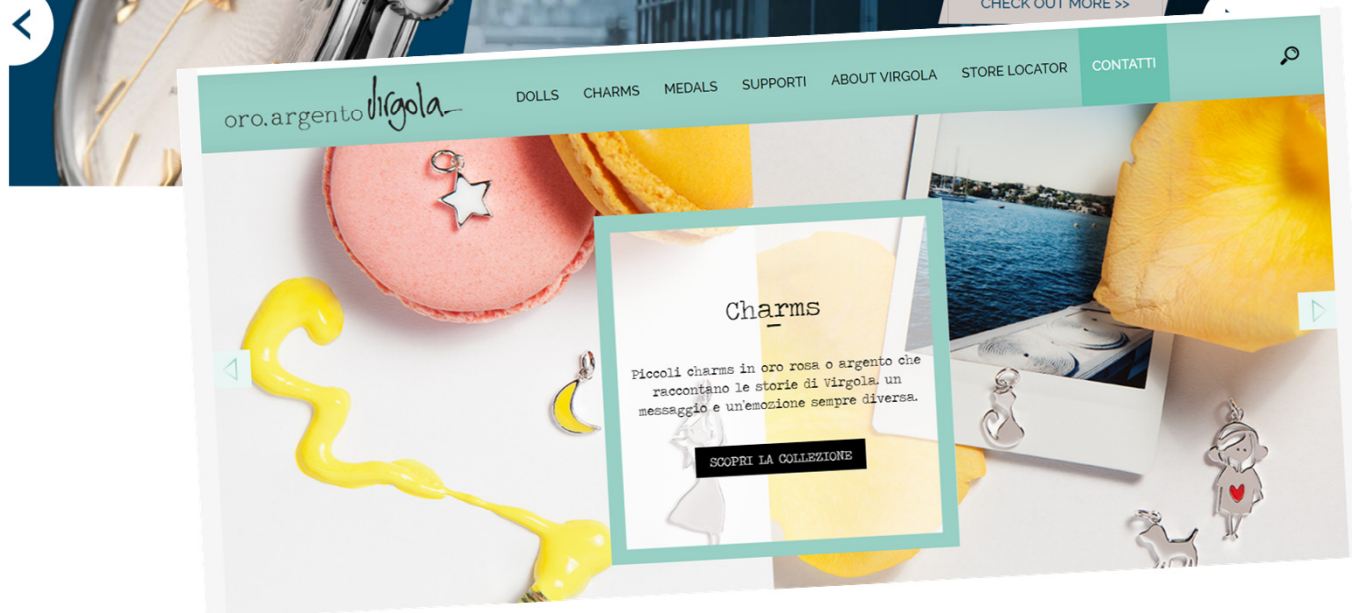 CHECK OUT MORE >>
oro.argento Virgola
DOLLS CHARMS MEDALS SUPPORTI ABOUT VIRGOLA STORE LOCATOR CONTATTI
Charms
Piccoli charms in oro rosa o argento che
raccontano le storie di Virgola. un
messaggio e un'emozione sempre diversa.
SCOPRI LA COLLEZIONE